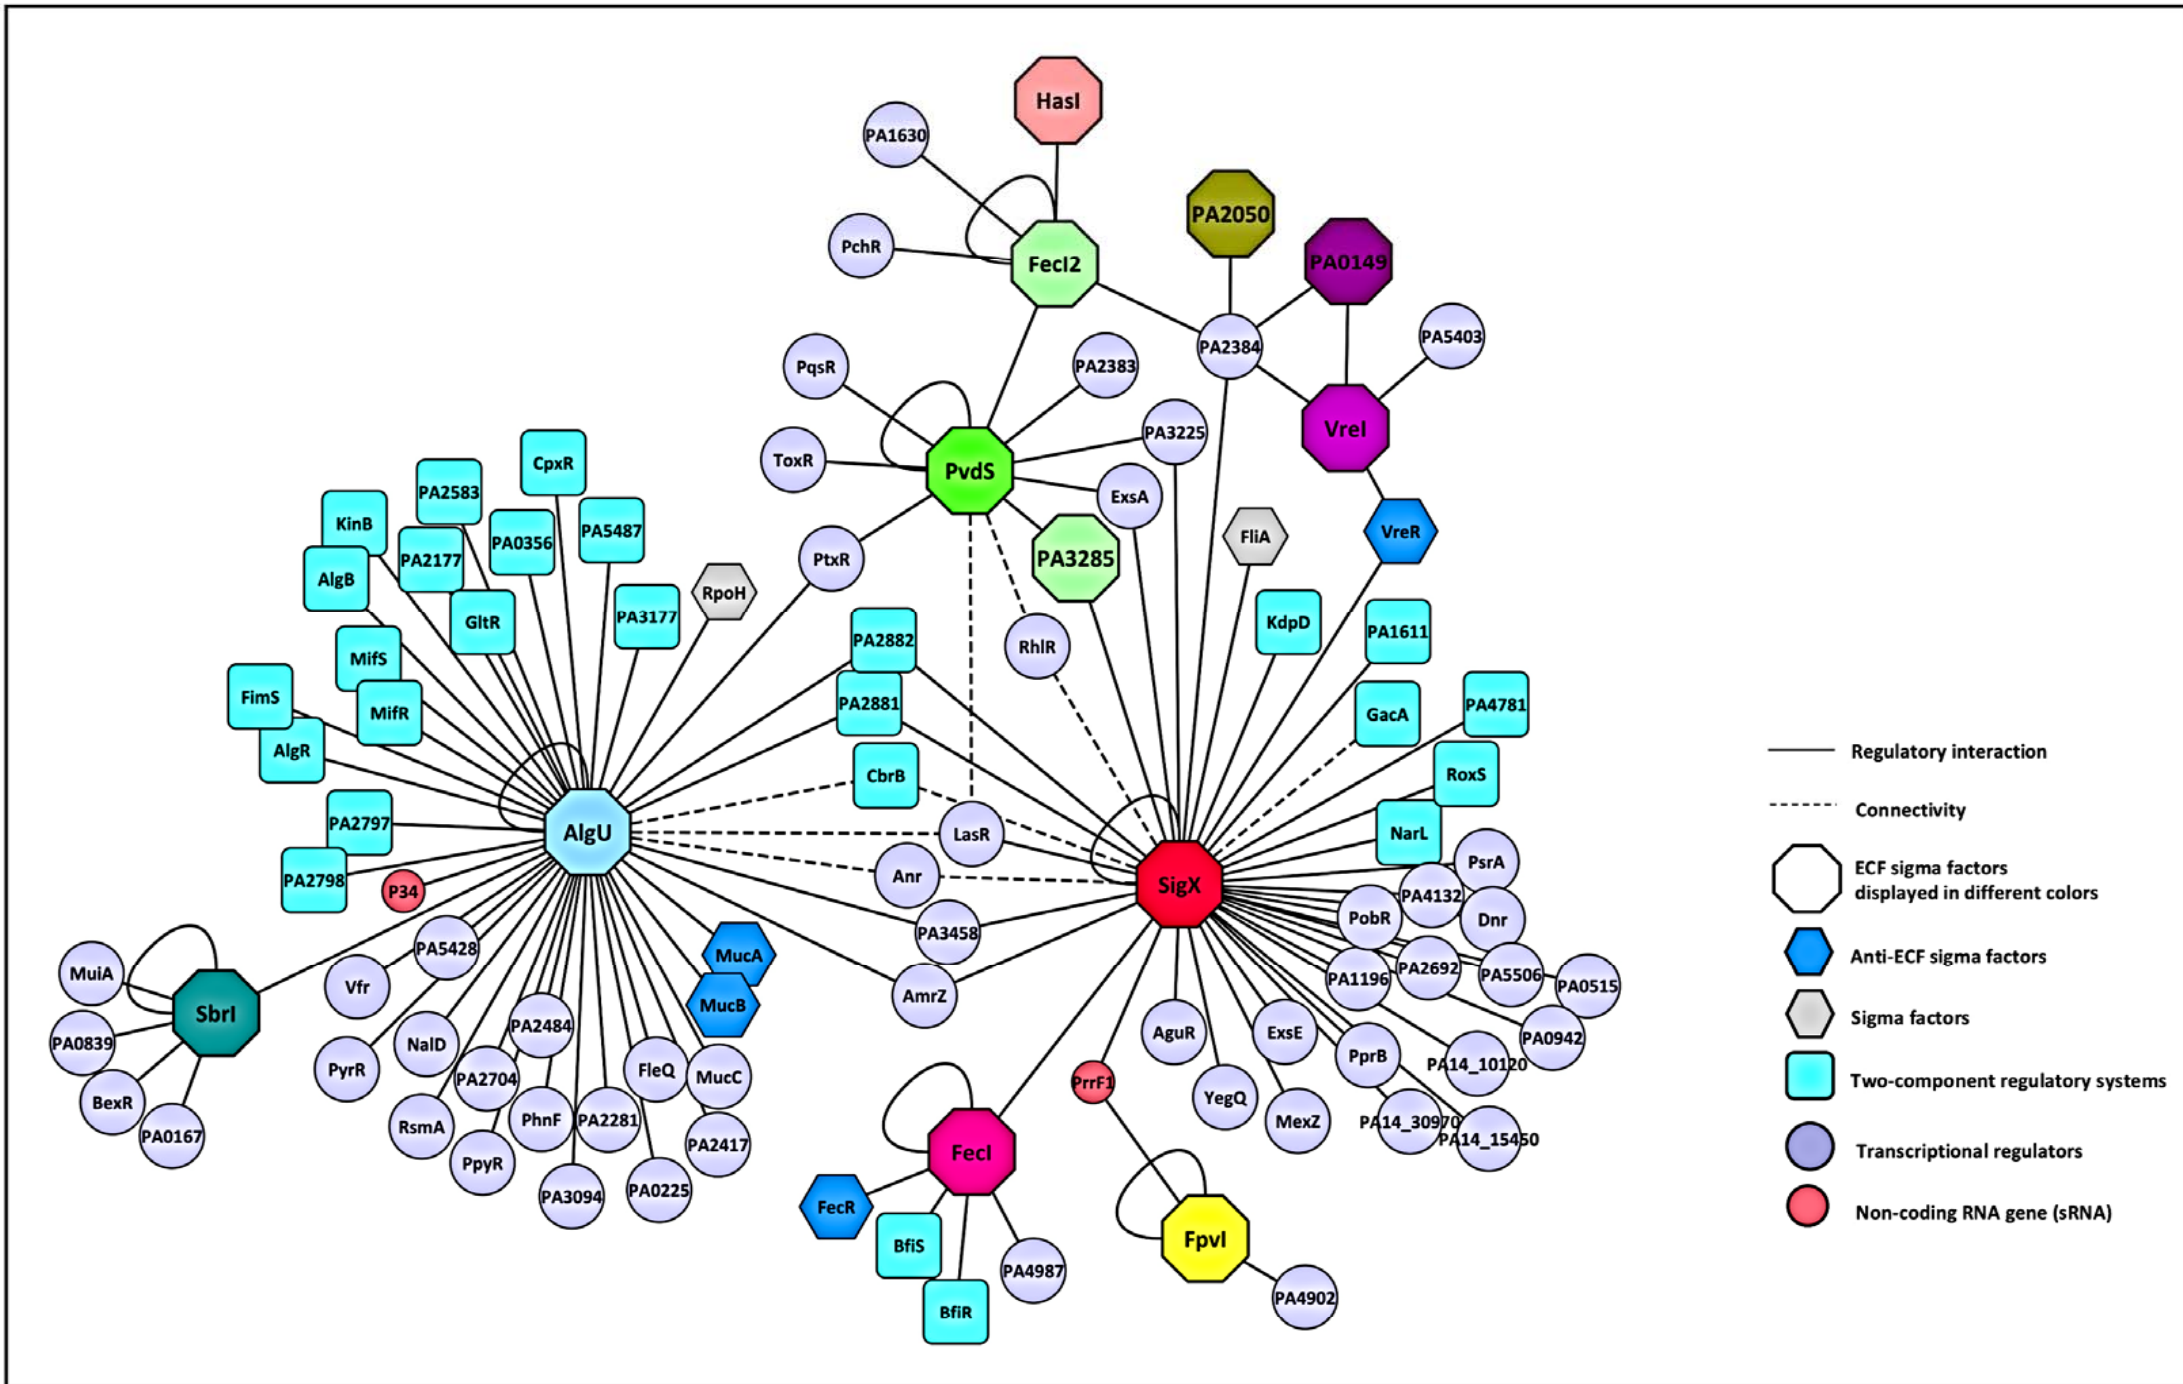 HasI
PA1630
PA2050
PchR
FecI2
PA0149
PA2384
PA5403
PqsR
PA2383
PA3225
VreI
ToxR
PvdS
ExsA
CpxR
PA2583
KinB
PA2177
PA0356
PA5487
AlgB
PtxR
PA3285
FliA
VreR
GltR
PA3177
RpoH
PA2882
RhlR
KdpD
PA1611
MifS
FimS
MifR
PA2881
GacA
PA4781
AlgR
CbrB
RoxS
PA2797
AlgU
LasR
NarL
PA2798
P34
Anr
SigX
PsrA
PA4132
PobR
Dnr
PA5428
PA3458
MucA
MuiA
Vfr
PA1196
PA2692
PA5506
PA0515
SbrI
MucB
AmrZ
PA0839
NalD
PA2484
AguR
ExsE
PprB
PA0942
PyrR
PA2704
FleQ
MucC
PrrF1
PA14_10120
BexR
RsmA
PhnF
PA2281
YegQ
MexZ
PA14_30970
PA14_15450
PA0167
PpyR
PA2417
FecI
PA3094
PA0225
FecR
BfiS
FpvI
PA4987
BfiR
PA4902
Regulatory interaction
Connectivity
ECF sigma factors
displayed in different colors
Anti-ECF sigma factors
Sigma factors
Two-component regulatory systems
Transcriptional regulators
Non-coding RNA gene (sRNA)